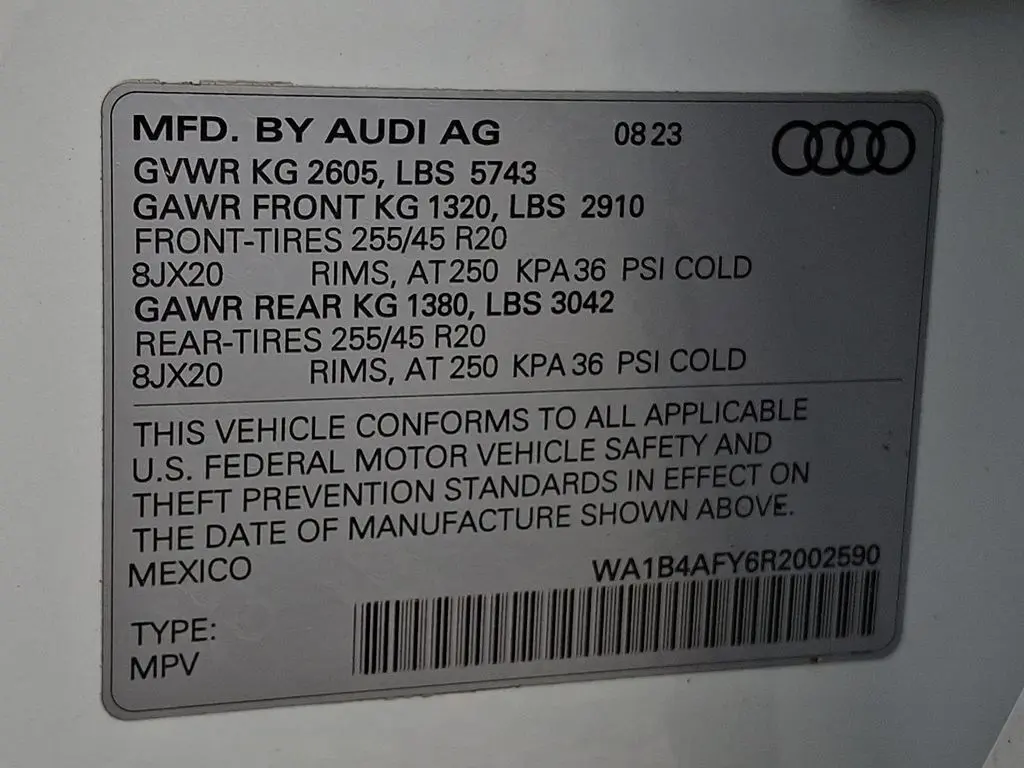 MFD. BY AUDI AG 08 23
GVWR KG 2605, LBS 5743
GAWR FRONT KG 1320, LBS 2910
FRONT-TIRES 255/45 R20
8JX20 RIMS, AT 250 KPA 36 PSI COLD
GAWR REAR KG 1380, LBS 3042
REAR-TIRES 255/45 R20
8JX20 RIMS, AT 250 KPA 36 PSI COLD
THIS VEHICLE CONFORMS TO ALL APPLICABLE
U.S. FEDERAL MOTOR VEHICLE SAFETY AND
THEFT PREVENTION STANDARDS IN EFFECT ON
THE DATE OF MANUFACTURE SHOWN ABOVE.
MEXICO WA1B4AFY6R2002590
TYPE:
MPV